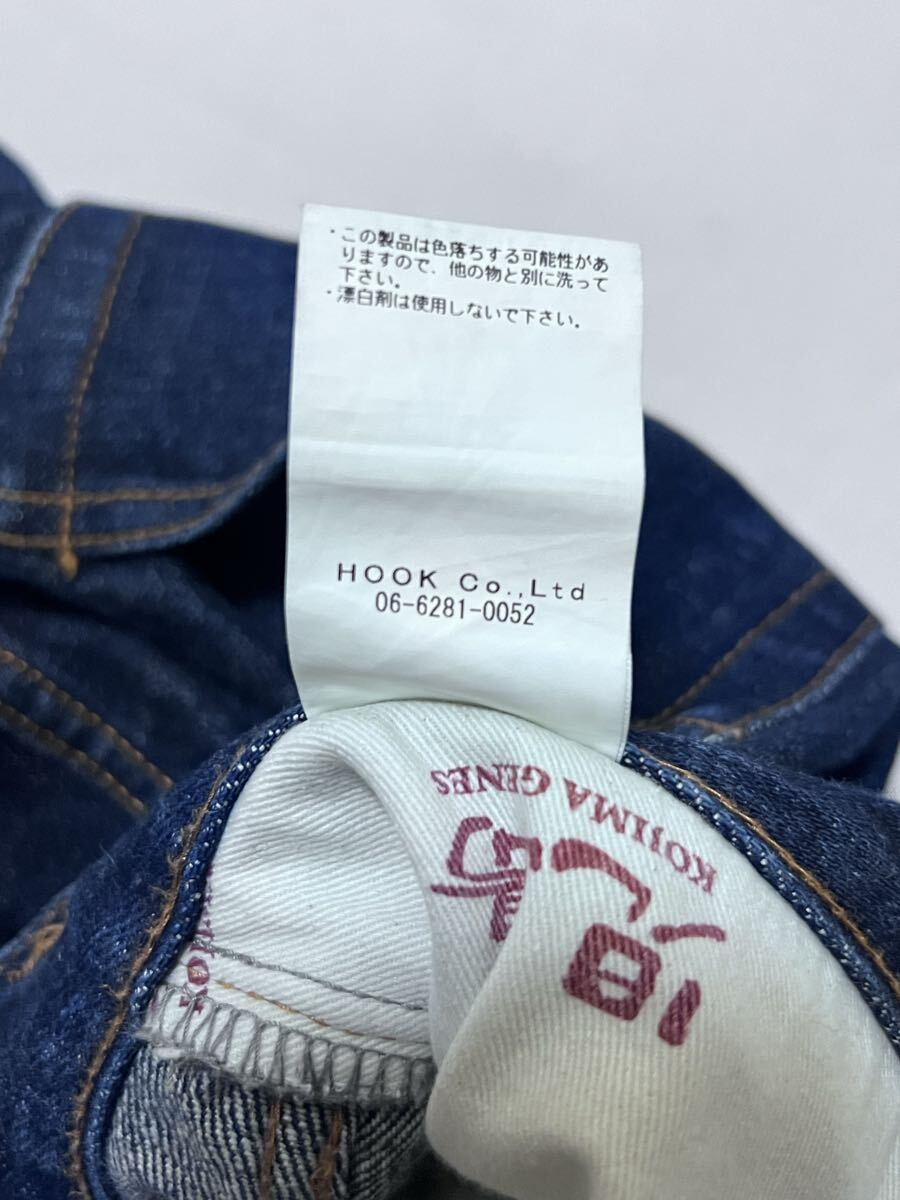 ・この製品は色落ちする可能性があ
りますので、他の物と別に洗って
下さい。
・漂白剤は使用しないで下さい。
HOOK Co.,Ltd
06-6281-0052
KOJIMA GENES
児島